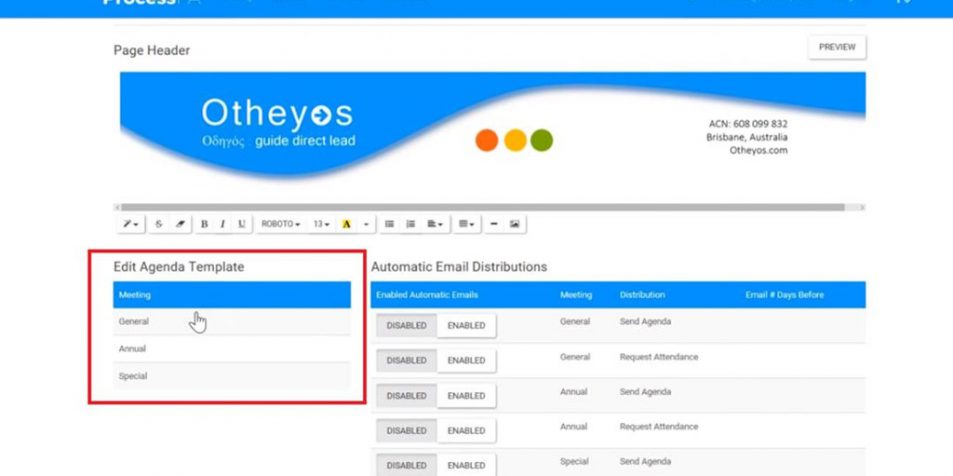 Process
Page Header
PREVIEW
Otheyos
Οδηγός : guide direct lead
ACN: 608 099 832
Brisbane, Australia
Otheyos.com
B I U ROBOTO 13 A
Edit Agenda Template
Meeting
General
Annual
Special
Automatic Email Distributions
Enabled Automatic Emails Meeting Distribution Email # Days Before
DISABLED ENABLED General Send Agenda
DISABLED ENABLED General Request Attendance
DISABLED ENABLED Annual Send Agenda
DISABLED ENABLED Annual Request Attendance
DISABLED ENABLED Special Send Agenda